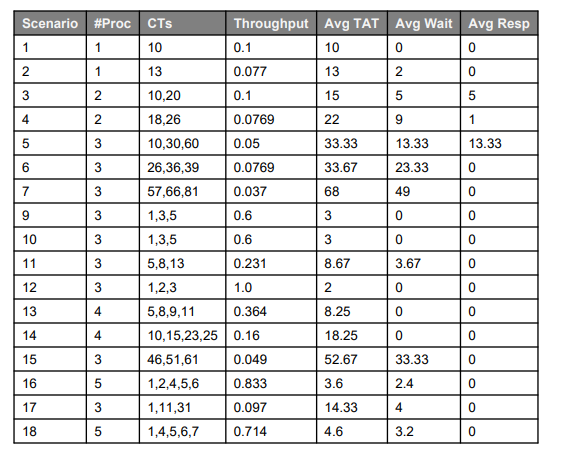 Scenario #Proc CTs Throughput Avg TAT Avg Wait Avg Resp
1 1 10 0.1 10 0 0
2 1 13 0.077 13 2 0
3 2 10,20 0.1 15 5 5
4 2 18,26 0.0769 22 9 1
5 3 10,30,60 0.05 33.33 13.33 13.33
6 3 26,36,39 0.0769 33.67 23.33 0
7 3 57,66,81 0.037 68 49 0
9 3 1,3,5 0.6 3 0 0
10 3 1,3,5 0.6 3 0 0
11 3 5,8,13 0.231 8.67 3.67 0
12 3 1,2,3 1.0 2 0 0
13 4 5,8,9,11 0.364 8.25 0 0
14 4 10,15,23,25 0.16 18.25 0 0
15 3 46,51,61 0.049 52.67 33.33 0
16 5 1,2,4,5,6 0.833 3.6 2.4 0
17 3 1,11,31 0.097 14.33 4 0
18 5 1,4,5,6,7 0.714 4.6 3.2 0